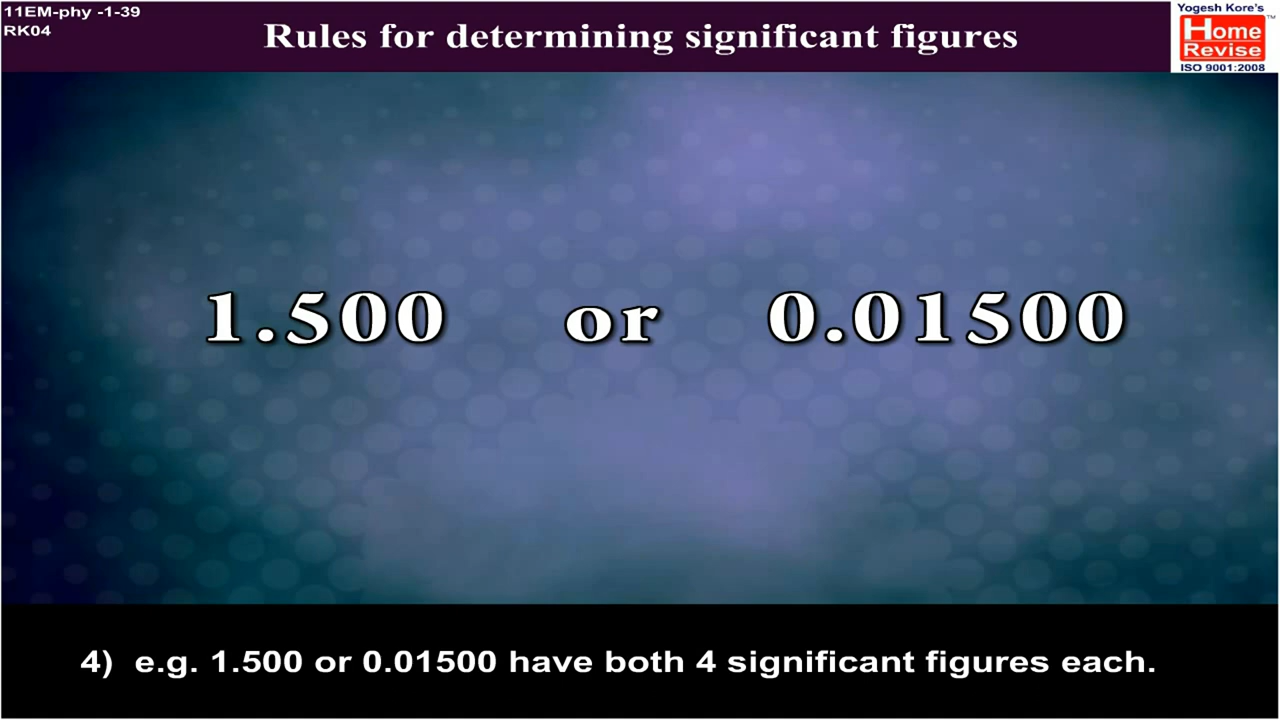 11EM-phy -1-39
RK04
Rules for determining significant figures
Yogesh Kore's
Home
Revise
TM
ISO 9001:2008
1.500 or 0.01500
4) e.g. 1.500 or 0.01500 have both 4 significant figures each.